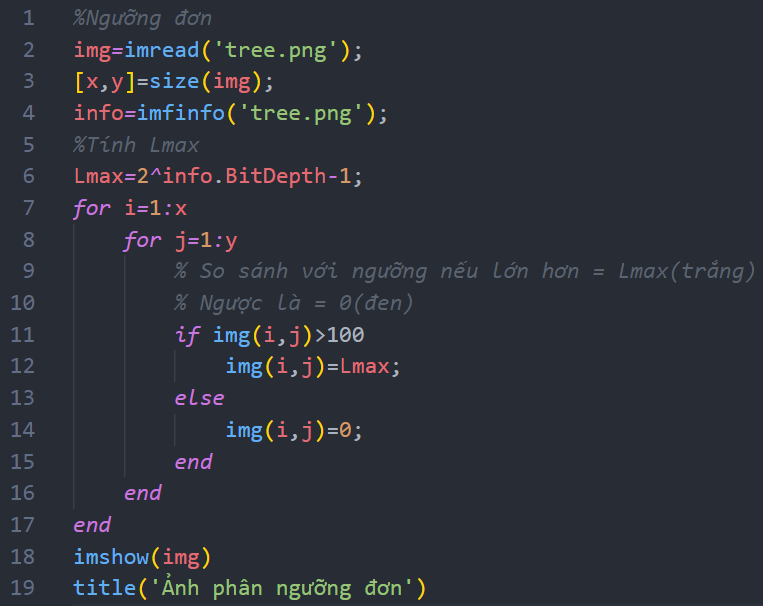 1 %Ngưỡng đơn
2 img=imread('tree.png');
3 [x,y]=size(img);
4 info=imfinfo('tree.png');
5 %Tính Lmax
6 Lmax=2^info.BitDepth-1;
7 for i=1:x
8     for j=1:y
9         % So sánh với ngưỡng nếu lớn hơn = Lmax(trắng)
10         % Ngược là = 0(đen)
11         if img(i,j)>100
12             img(i,j)=Lmax;
13         else
14             img(i,j)=0;
15         end
16     end
17 end
18 imshow(img)
19 title('Ảnh phân ngưỡng đơn')